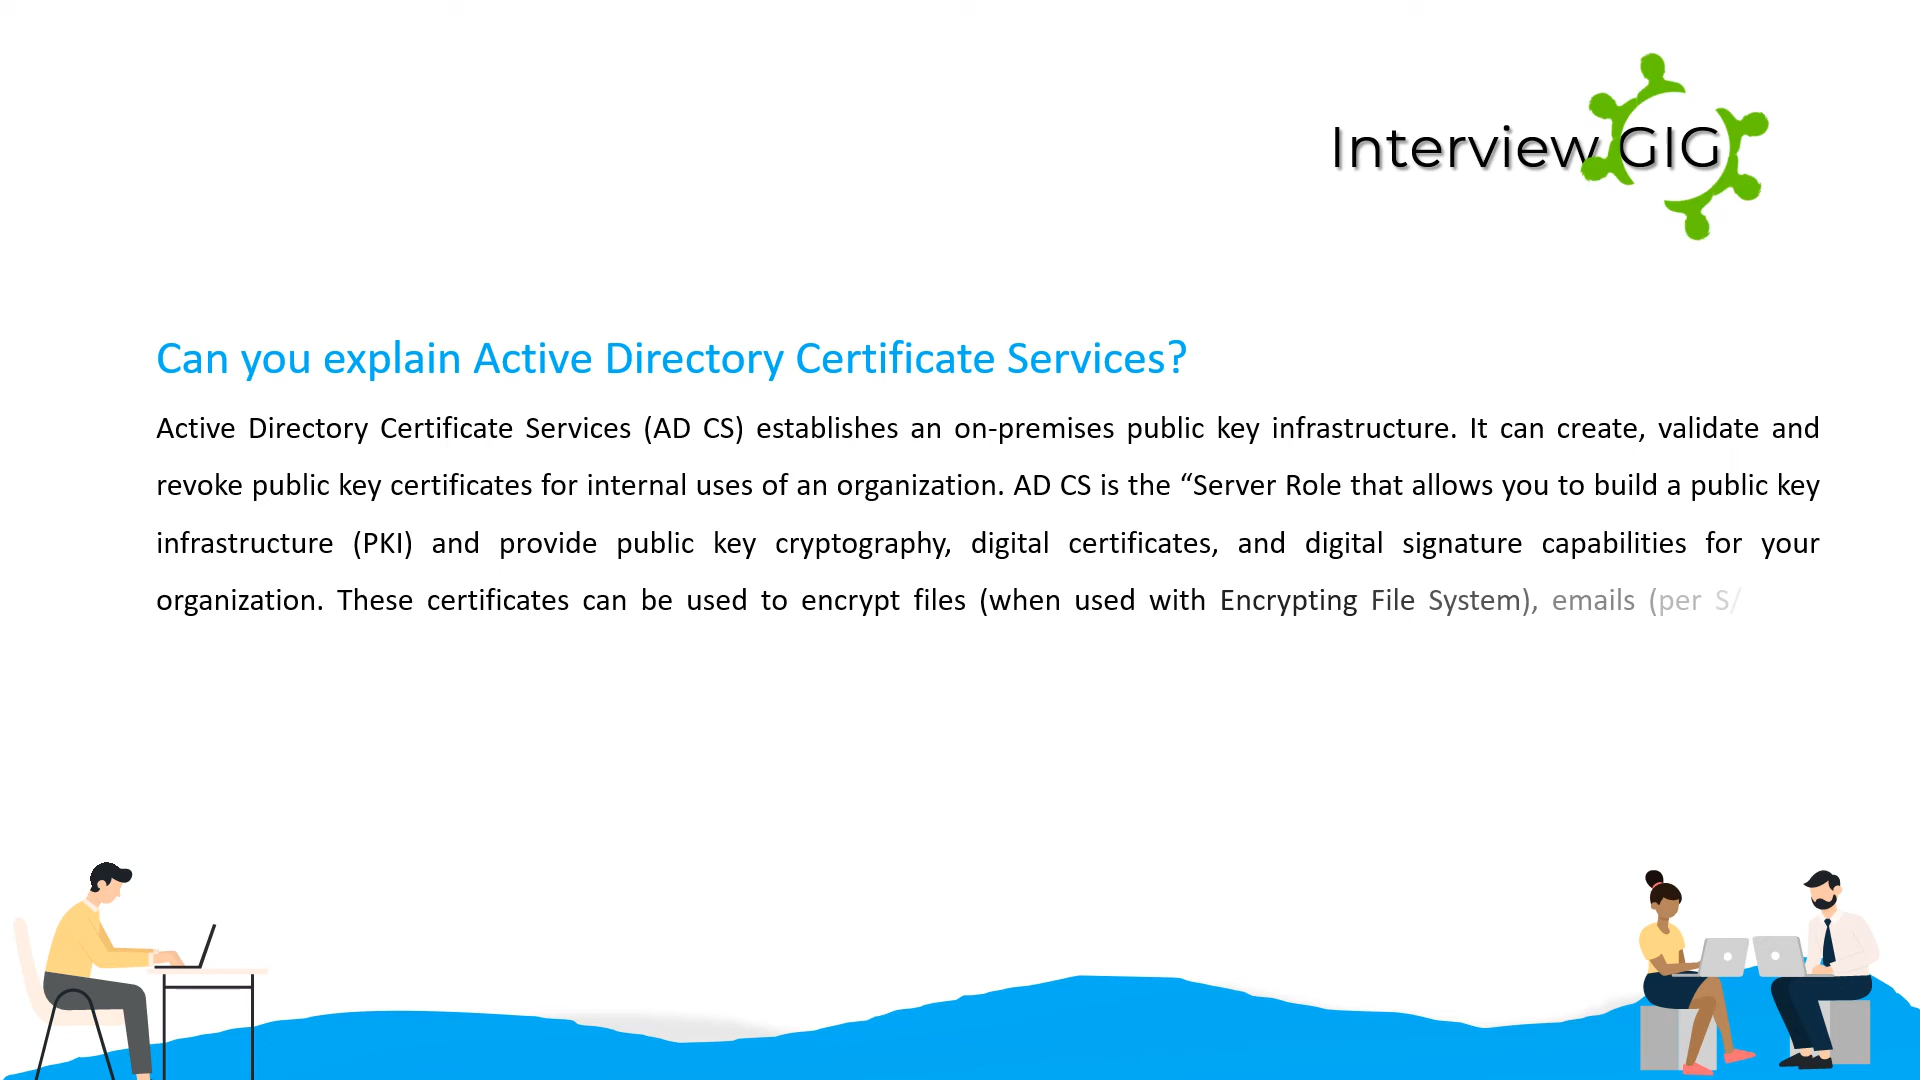 Interview GIG
Can you explain Active Directory Certificate Services?
Active Directory Certificate Services (AD CS) establishes an on-premises public key infrastructure. It can create, validate and
revoke public key certificates for internal uses of an organization. AD CS is the “Server Role that allows you to build a public key
infrastructure (PKI) and provide public key cryptography, digital certificates, and digital signature capabilities for your
organization. These certificates can be used to encrypt files (when used with Encrypting File System), emails (per S/